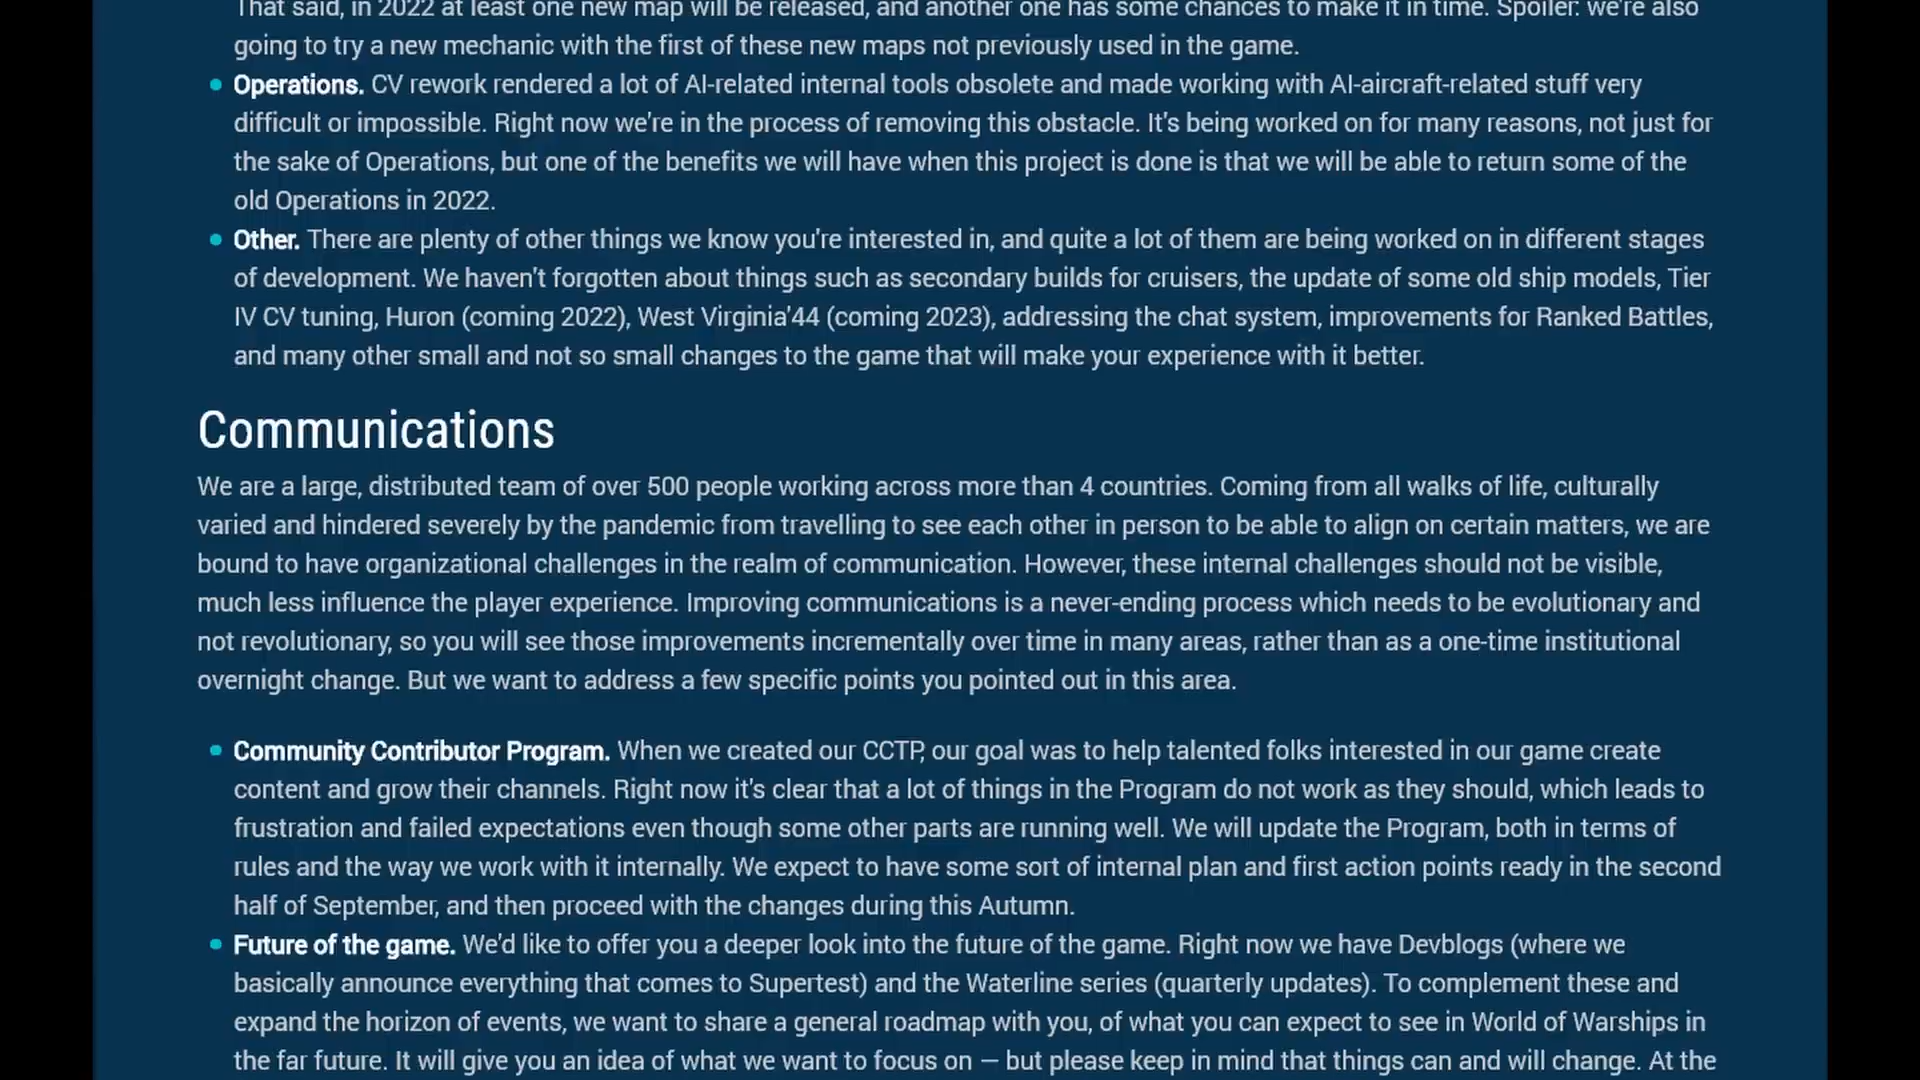 That said, in 2022 at least one new map will be released, and another one has some chances to make it in time. Spoiler: we're also
going to try a new mechanic with the first of these new maps not previously used in the game.
Operations. CV rework rendered a lot of AI-related internal tools obsolete and made working with AI-aircraft-related stuff very
difficult or impossible. Right now we're in the process of removing this obstacle. It's being worked on for many reasons, not just for
the sake of Operations, but one of the benefits we will have when this project is done is that we will be able to return some of the
old Operations in 2022.
Other. There are plenty of other things we know you're interested in, and quite a lot of them are being worked on in different stages
of development. We haven't forgotten about things such as secondary builds for cruisers, the update of some old ship models, Tier
IV CV tuning, Huron (coming 2022), West Virginia'44 (coming 2023), addressing the chat system, improvements for Ranked Battles,
and many other small and not so small changes to the game that will make your experience with it better.
Communications
We are a large, distributed team of over 500 people working across more than 4 countries. Coming from all walks of life, culturally
varied and hindered severely by the pandemic from travelling to see each other in person to be able to align on certain matters, we are
bound to have organizational challenges in the realm of communication. However, these internal challenges should not be visible,
much less influence the player experience. Improving communications is a never-ending process which needs to be evolutionary and
not revolutionary, so you will see those improvements incrementally over time in many areas, rather than as a one-time institutional
overnight change. But we want to address a few specific points you pointed out in this area.
Community Contributor Program. When we created our CCTP, our goal was to help talented folks interested in our game create
content and grow their channels. Right now it's clear that a lot of things in the Program do not work as they should, which leads to
frustration and failed expectations even though some other parts are running well. We will update the Program, both in terms of
rules and the way we work with it internally. We expect to have some sort of internal plan and first action points ready in the second
half of September, and then proceed with the changes during this Autumn.
Future of the game. We'd like to offer you a deeper look into the future of the game. Right now we have Devblogs (where we
basically announce everything that comes to Supertest) and the Waterline series (quarterly updates). To complement these and
expand the horizon of events, we want to share a general roadmap with you, of what you can expect to see in World of Warships in
the far future. It will give you an idea of what we want to focus on — but please keep in mind that things can and will change. At the